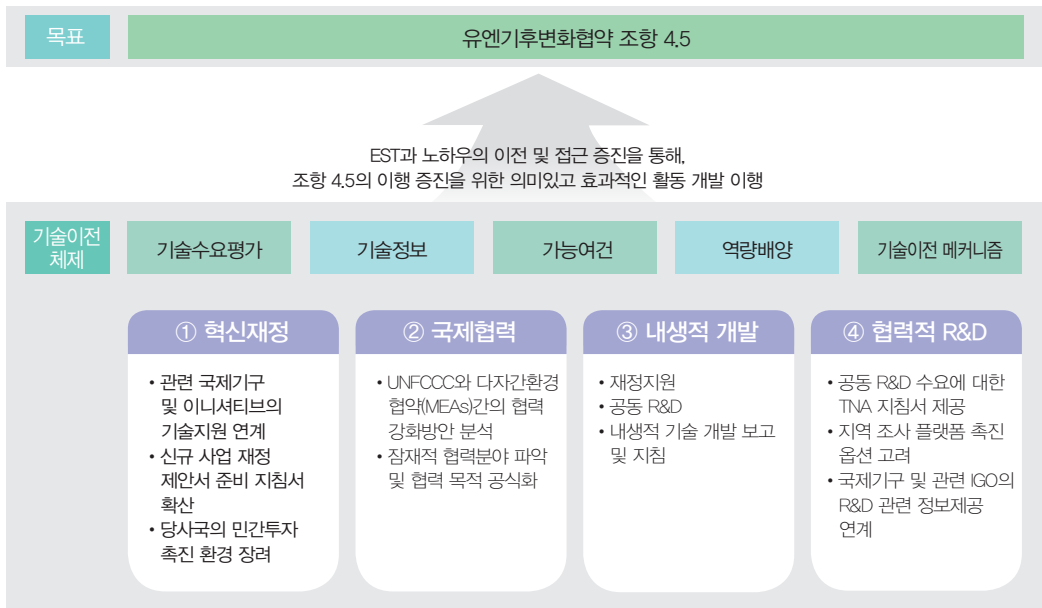 목표
유엔기후변화협약 조항 4.5
EST과 노하우의 이전 및 접근 증진을 통해,
조항 4.5의 이행 증진을 위한 의미있고 효과적인 활동 개발 이행
기술이전
체제
기술수요평가
기술정보
가능여건
역량배양
기술이전 메커니즘
① 혁신재정
• 관련 국제기구
및 이니셔티브의
기술지원 연계
• 신규 사업 재정
제안서 준비 지침서
확산
• 당사국의 민간투자
촉진 환경 장려
② 국제협력
• UNFCCC와 다자간환경
협약(MEAs)간의 협력
강화방안 분석
• 잠재적 협력분야 파악
및 협력 목적 공식화
③ 내생적 개발
• 재정지원
• 공동 R&D
• 내생적 기술 개발 보고
및 지침
④ 협력적 R&D
• 공동 R&D 수요에 대한
TNA 지침서 제공
• 지역 조사 플랫폼 촉진
옵션 고려
• 국제기구 및 관련 IGO의
R&D 관련 정보제공
연계